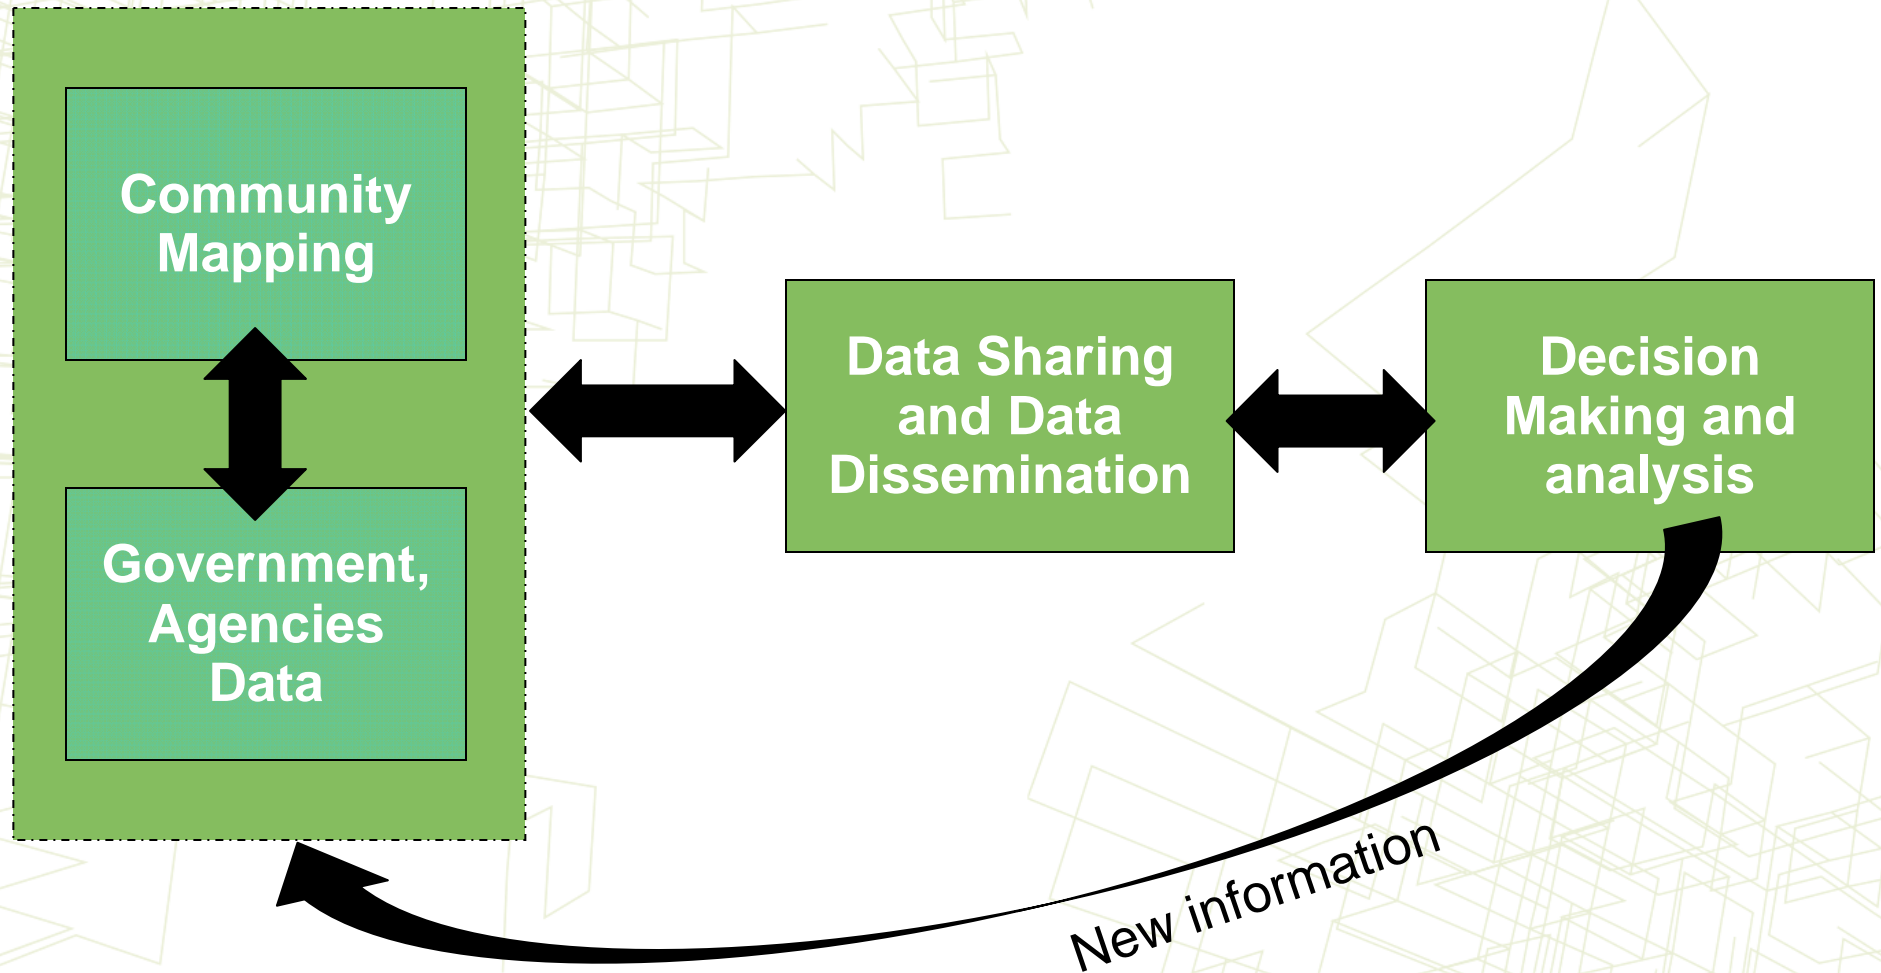 Community
Mapping
Government,
Agencies
Data
Data Sharing
and Data
Dissemination
Decision
Making and
analysis
New information